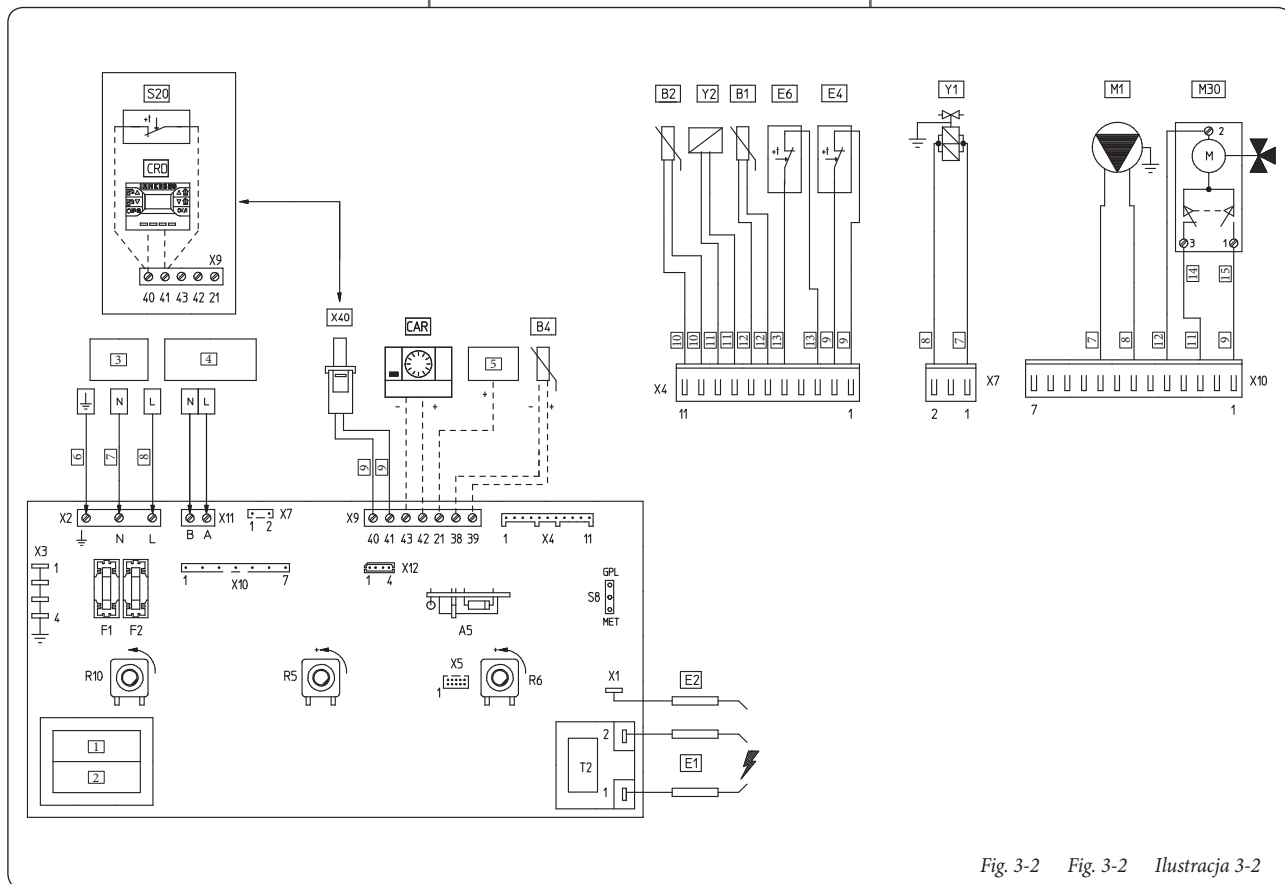 S20
+t
CRD
IMMERGAS
X9
40 41 43 42 21
B2 Y2 B1 E6 E4
+t +t
Y1
M1 M30
2
M
3 1
14 15
X40
CAR
B4
3 4
5
N L N L
- + + - +
10 10 11 11 12 12 13 13 9 9
X4
11 1
8 7
X7
2 1
7 8 12 11 9
X10
7 1
6 7 8
9 9
X2 X11 X7
N L B A 1 2
X9
40 41 43 42 21 38 39
1 X4 11
X3
1
4
1 X10 7
X12
1 4
F1 F2
A5
GPL
S8
MET
R10
+
R5
X5
1
+
R6
X1
E2
1
2
T2
2
1
E1
Fig. 3-2 Fig. 3-2 Ilustracja 3-2